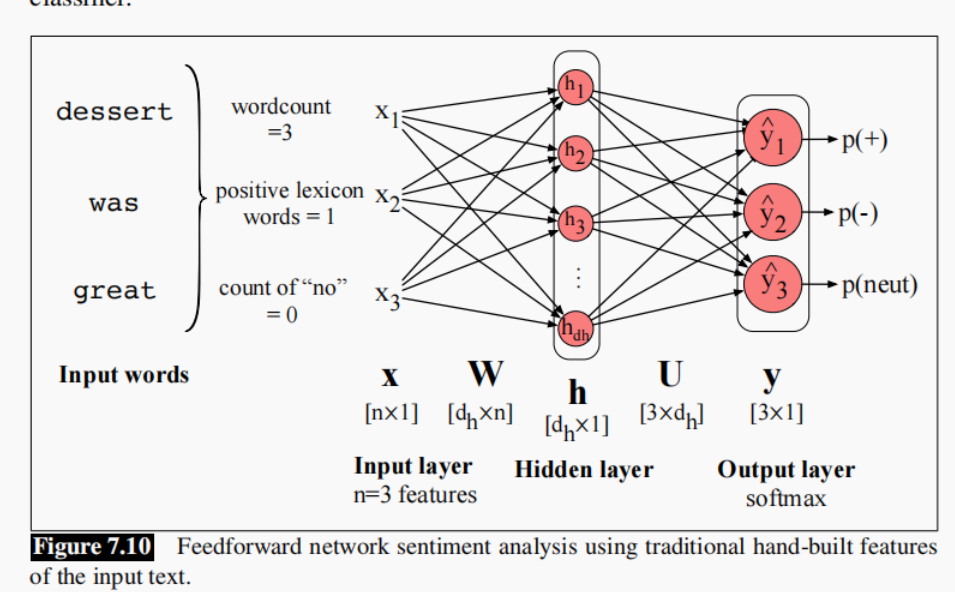 classifier.
dessert
was
great
Input words
wordcount
=3
positive lexicon
words = 1
count of “no”
= 0
x1
x2
x3
h1
h2
h3
⋮
hdh
ŷ1
ŷ2
ŷ3
p(+)
p(-)
p(neut)
x W h U y
[n×1] [dh×n] [dh×1] [3×dh] [3×1]
Input layer Hidden layer Output layer
n=3 features softmax
Figure 7.10 Feedforward network sentiment analysis using traditional hand-built features
of the input text.